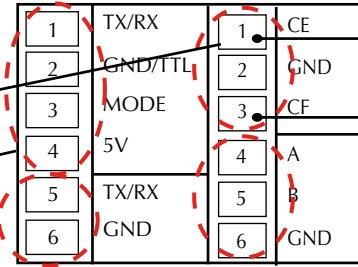 1 TX/RX 1 CE
2 GND/TTL 2 GND
3 MODE 3 CF
4 5V 4 A
5 TX/RX 5 B
6 GND 6 GND